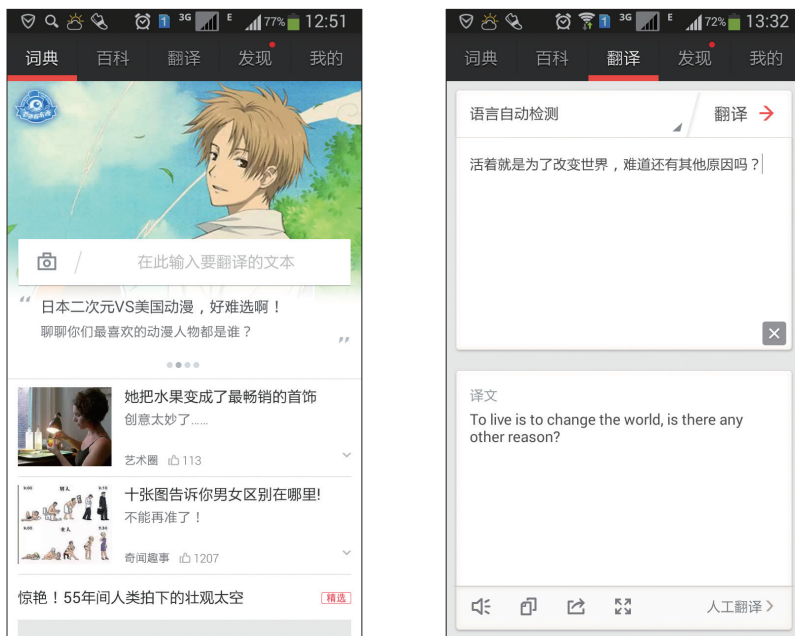 3G E 77% 12:51
词典 百科 翻译 发现 我的
在此输入要翻译的文本
“ 日本二次元VS美国动漫，好难选啊！
聊聊你们最喜欢的动漫人物都是谁？ ”
她把水果变成了最畅销的首饰
创意太妙了......
艺术圈 113
十张图告诉你男女区别在哪里!
不能再准了！
奇闻趣事 1207
惊艳！55年间人类拍下的壮观太空 精选
3G E 72% 13:32
词典 百科 翻译 发现 我的
语言自动检测 翻译
活着就是为了改变世界，难道还有其他原因吗？
译文
To live is to change the world, is there any
other reason?
人工翻译